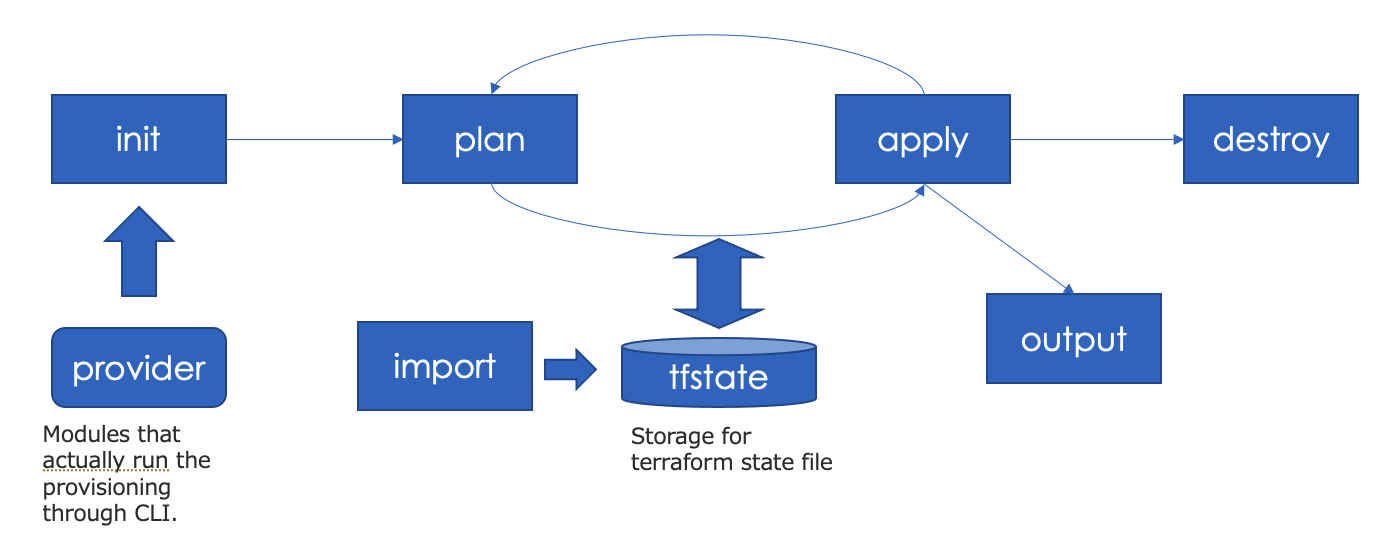 init
plan
apply
destroy
provider
import
tfstate
output
Modules that
actually run the
provisioning
through CLI.
Storage for
terraform state file